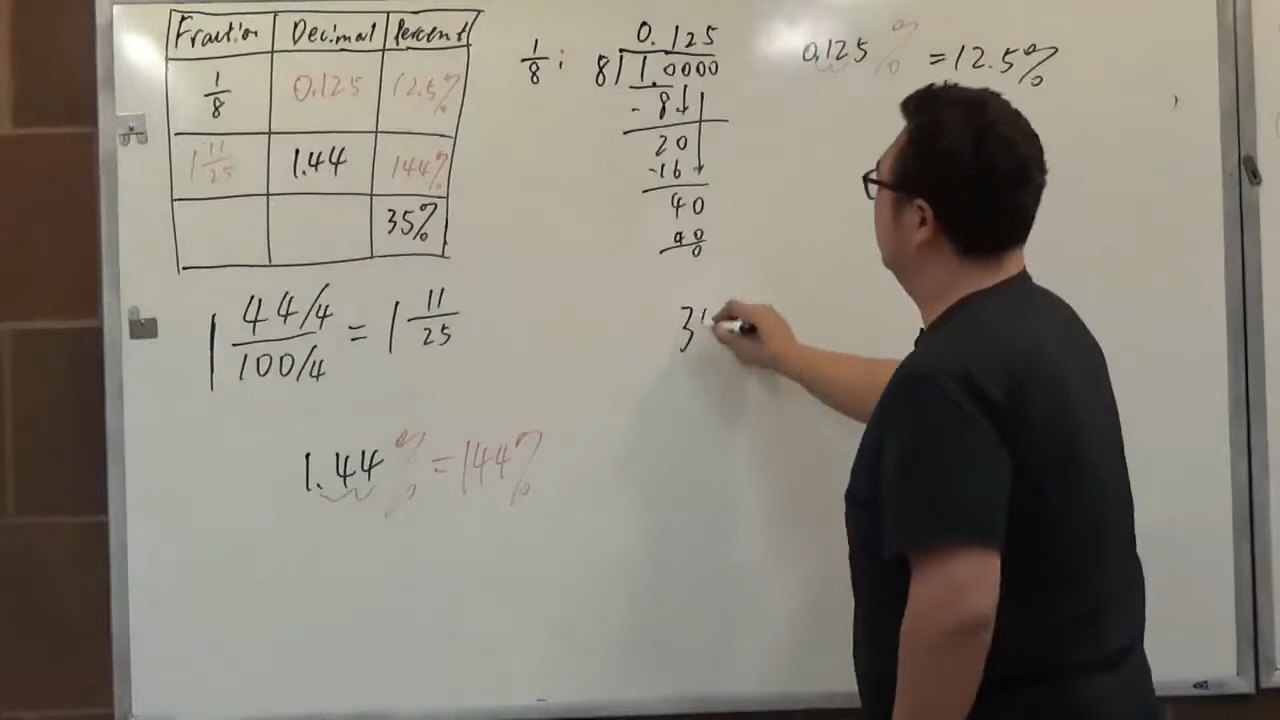 Fraction Decimal Percent
1/8 0.125 12.5%
1 11/25 1.44 144%
35%
1 44/4 / 100/4 = 1 11/25
1.44 % = 144%
1/8 :
0.125
8 1.0000
- 8
20
-16
40
40
0
0.125 % = 12.5%
3